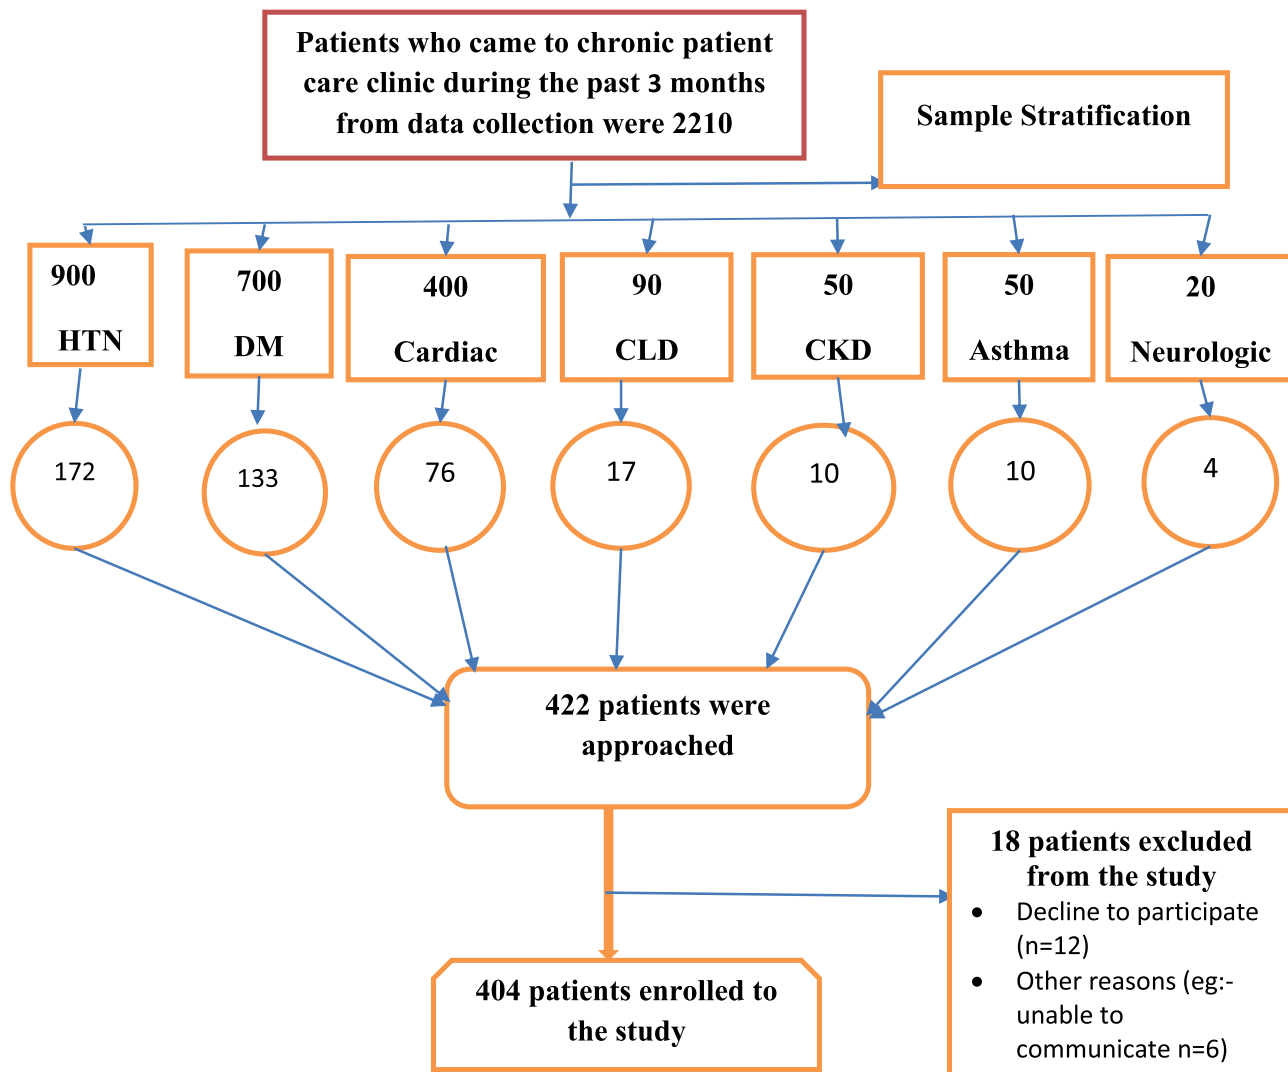 Patients who came to chronic patient
care clinic during the past 3 months
from data collection were 2210
Sample Stratification
900
HTN
700
DM
400
Cardiac
90
CLD
50
CKD
50
Asthma
20
Neurologic
172
133
76
17
10
10
4
422 patients were
approached
18 patients excluded
from the study
• Decline to participate
(n=12)
• Other reasons (eg:-
unable to
communicate n=6)
404 patients enrolled to
the study